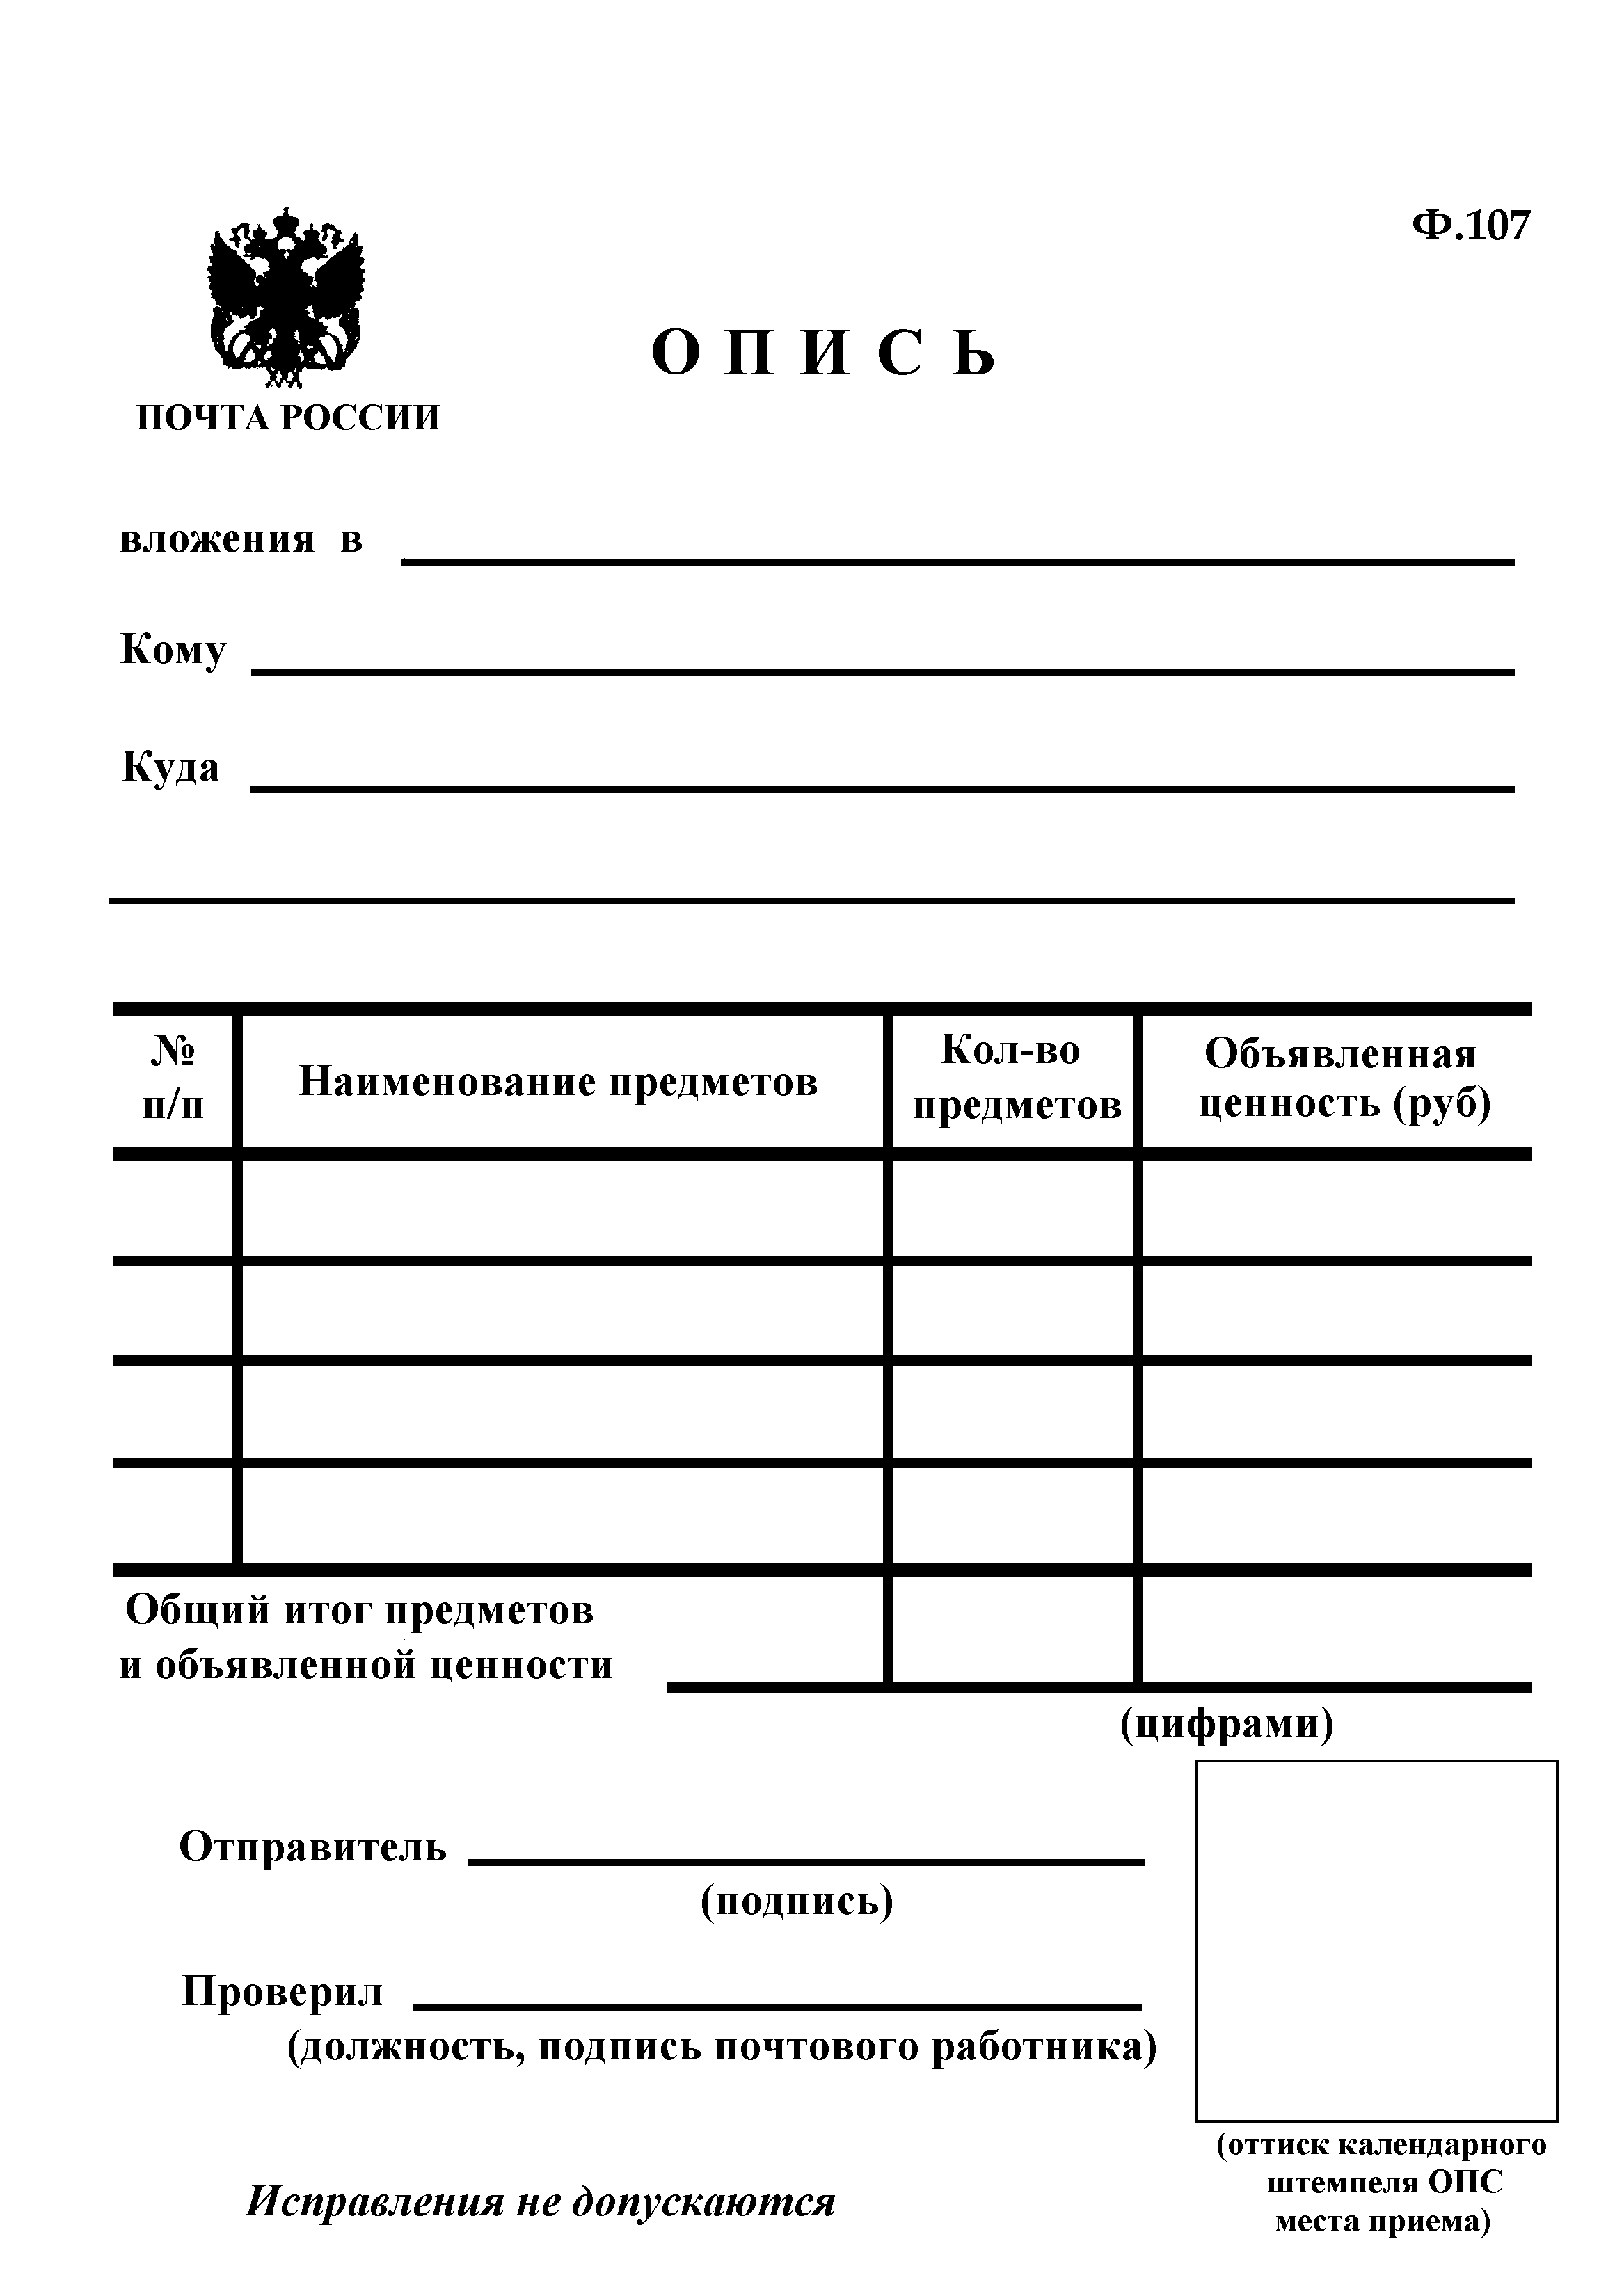 Ф.107
О П И С Ь
ПОЧТА РОССИИ
вложения в
Кому
Куда
№ п/п
Наименование предметов
Кол-во предметов
Объявленная ценность (руб)
Общий итог предметов
и объявленной ценности
(цифрами)
Отправитель
(подпись)
Проверил
(должность, подпись почтового работника)
(оттиск календарного
штемпеля ОПС
места приема)
Исправления не допускаются